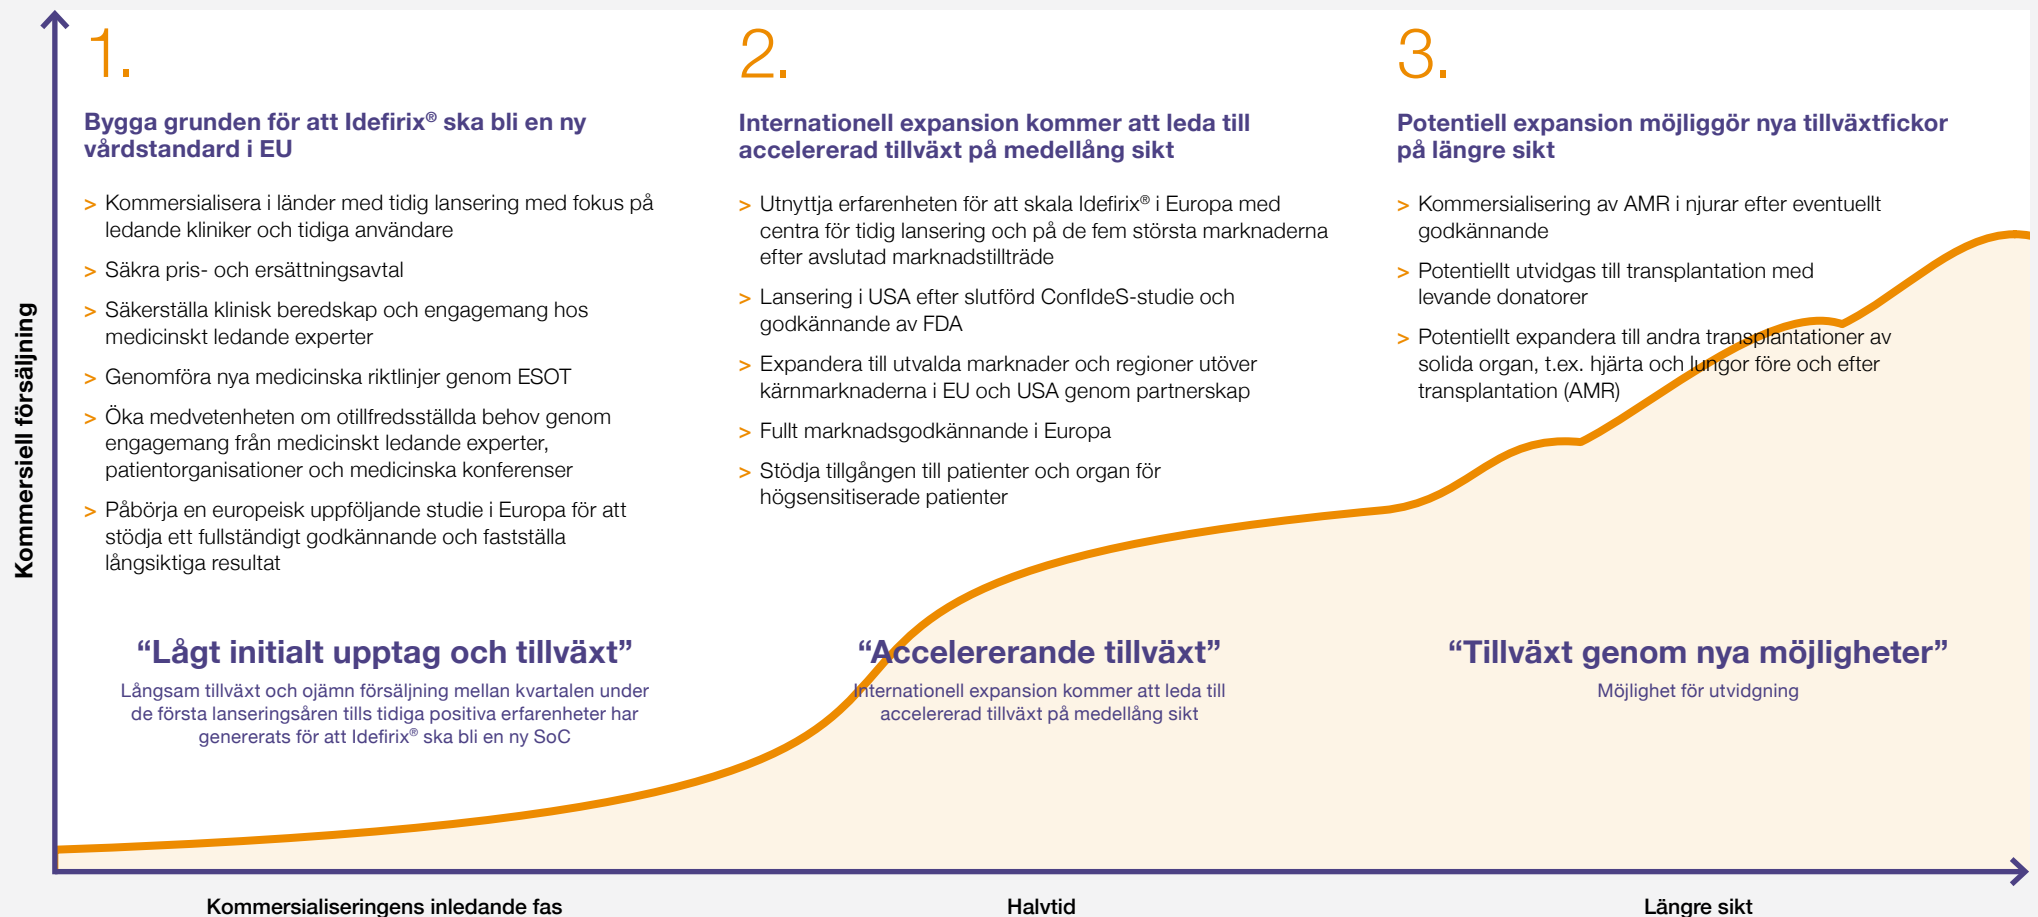 Kommersiell försäljning
1.
Bygga grunden för att Idefirix® ska bli en ny
vårdstandard i EU
> Kommersialisera i länder med tidig lansering med fokus på
ledande kliniker och tidiga användare
> Säkra pris- och ersättningsavtal
> Säkerställa klinisk beredskap och engagemang hos
medicinskt ledande experter
> Genomföra nya medicinska riktlinjer genom ESOT
> Öka medvetenheten om otillfredsställda behov genom
engagemang från medicinskt ledande experter,
patientorganisationer och medicinska konferenser
> Påbörja en europeisk uppföljande studie i Europa för att
stödja ett fullständigt godkännande och fastställa
långsiktiga resultat
“Lågt initialt upptag och tillväxt”
Långsam tillväxt och ojämn försäljning mellan kvartalen under
de första lanseringsåren tills tidiga positiva erfarenheter har
genererats för att Idefirix® ska bli en ny SoC
2.
Internationell expansion kommer att leda till
accelererad tillväxt på medellång sikt
> Utnyttja erfarenheten för att skala Idefirix® i Europa med
centra för tidig lansering och på de fem största marknaderna
efter avslutad marknadstillträde
> Lansering i USA efter slutförd ConfIdeS-studie och
godkännande av FDA
> Expandera till utvalda marknader och regioner utöver
kärnmarknaderna i EU och USA genom partnerskap
> Fullt marknadsgodkännande i Europa
> Stödja tillgången till patienter och organ för
högsensitiserade patienter
“Accelererande tillväxt”
Internationell expansion kommer att leda till
accelererad tillväxt på medellång sikt
3.
Potentiell expansion möjliggör nya tillväxtfickor
på längre sikt
> Kommersialisering av AMR i njurar efter eventuellt
godkännande
> Potentiellt utvidgas till transplantation med
levande donatorer
> Potentiellt expandera till andra transplantationer av
solida organ, t.ex. hjärta och lungor före och efter
transplantation (AMR)
“Tillväxt genom nya möjligheter”
Möjlighet för utvidgning
Kommersialiseringens inledande fas
Halvtid
Längre sikt